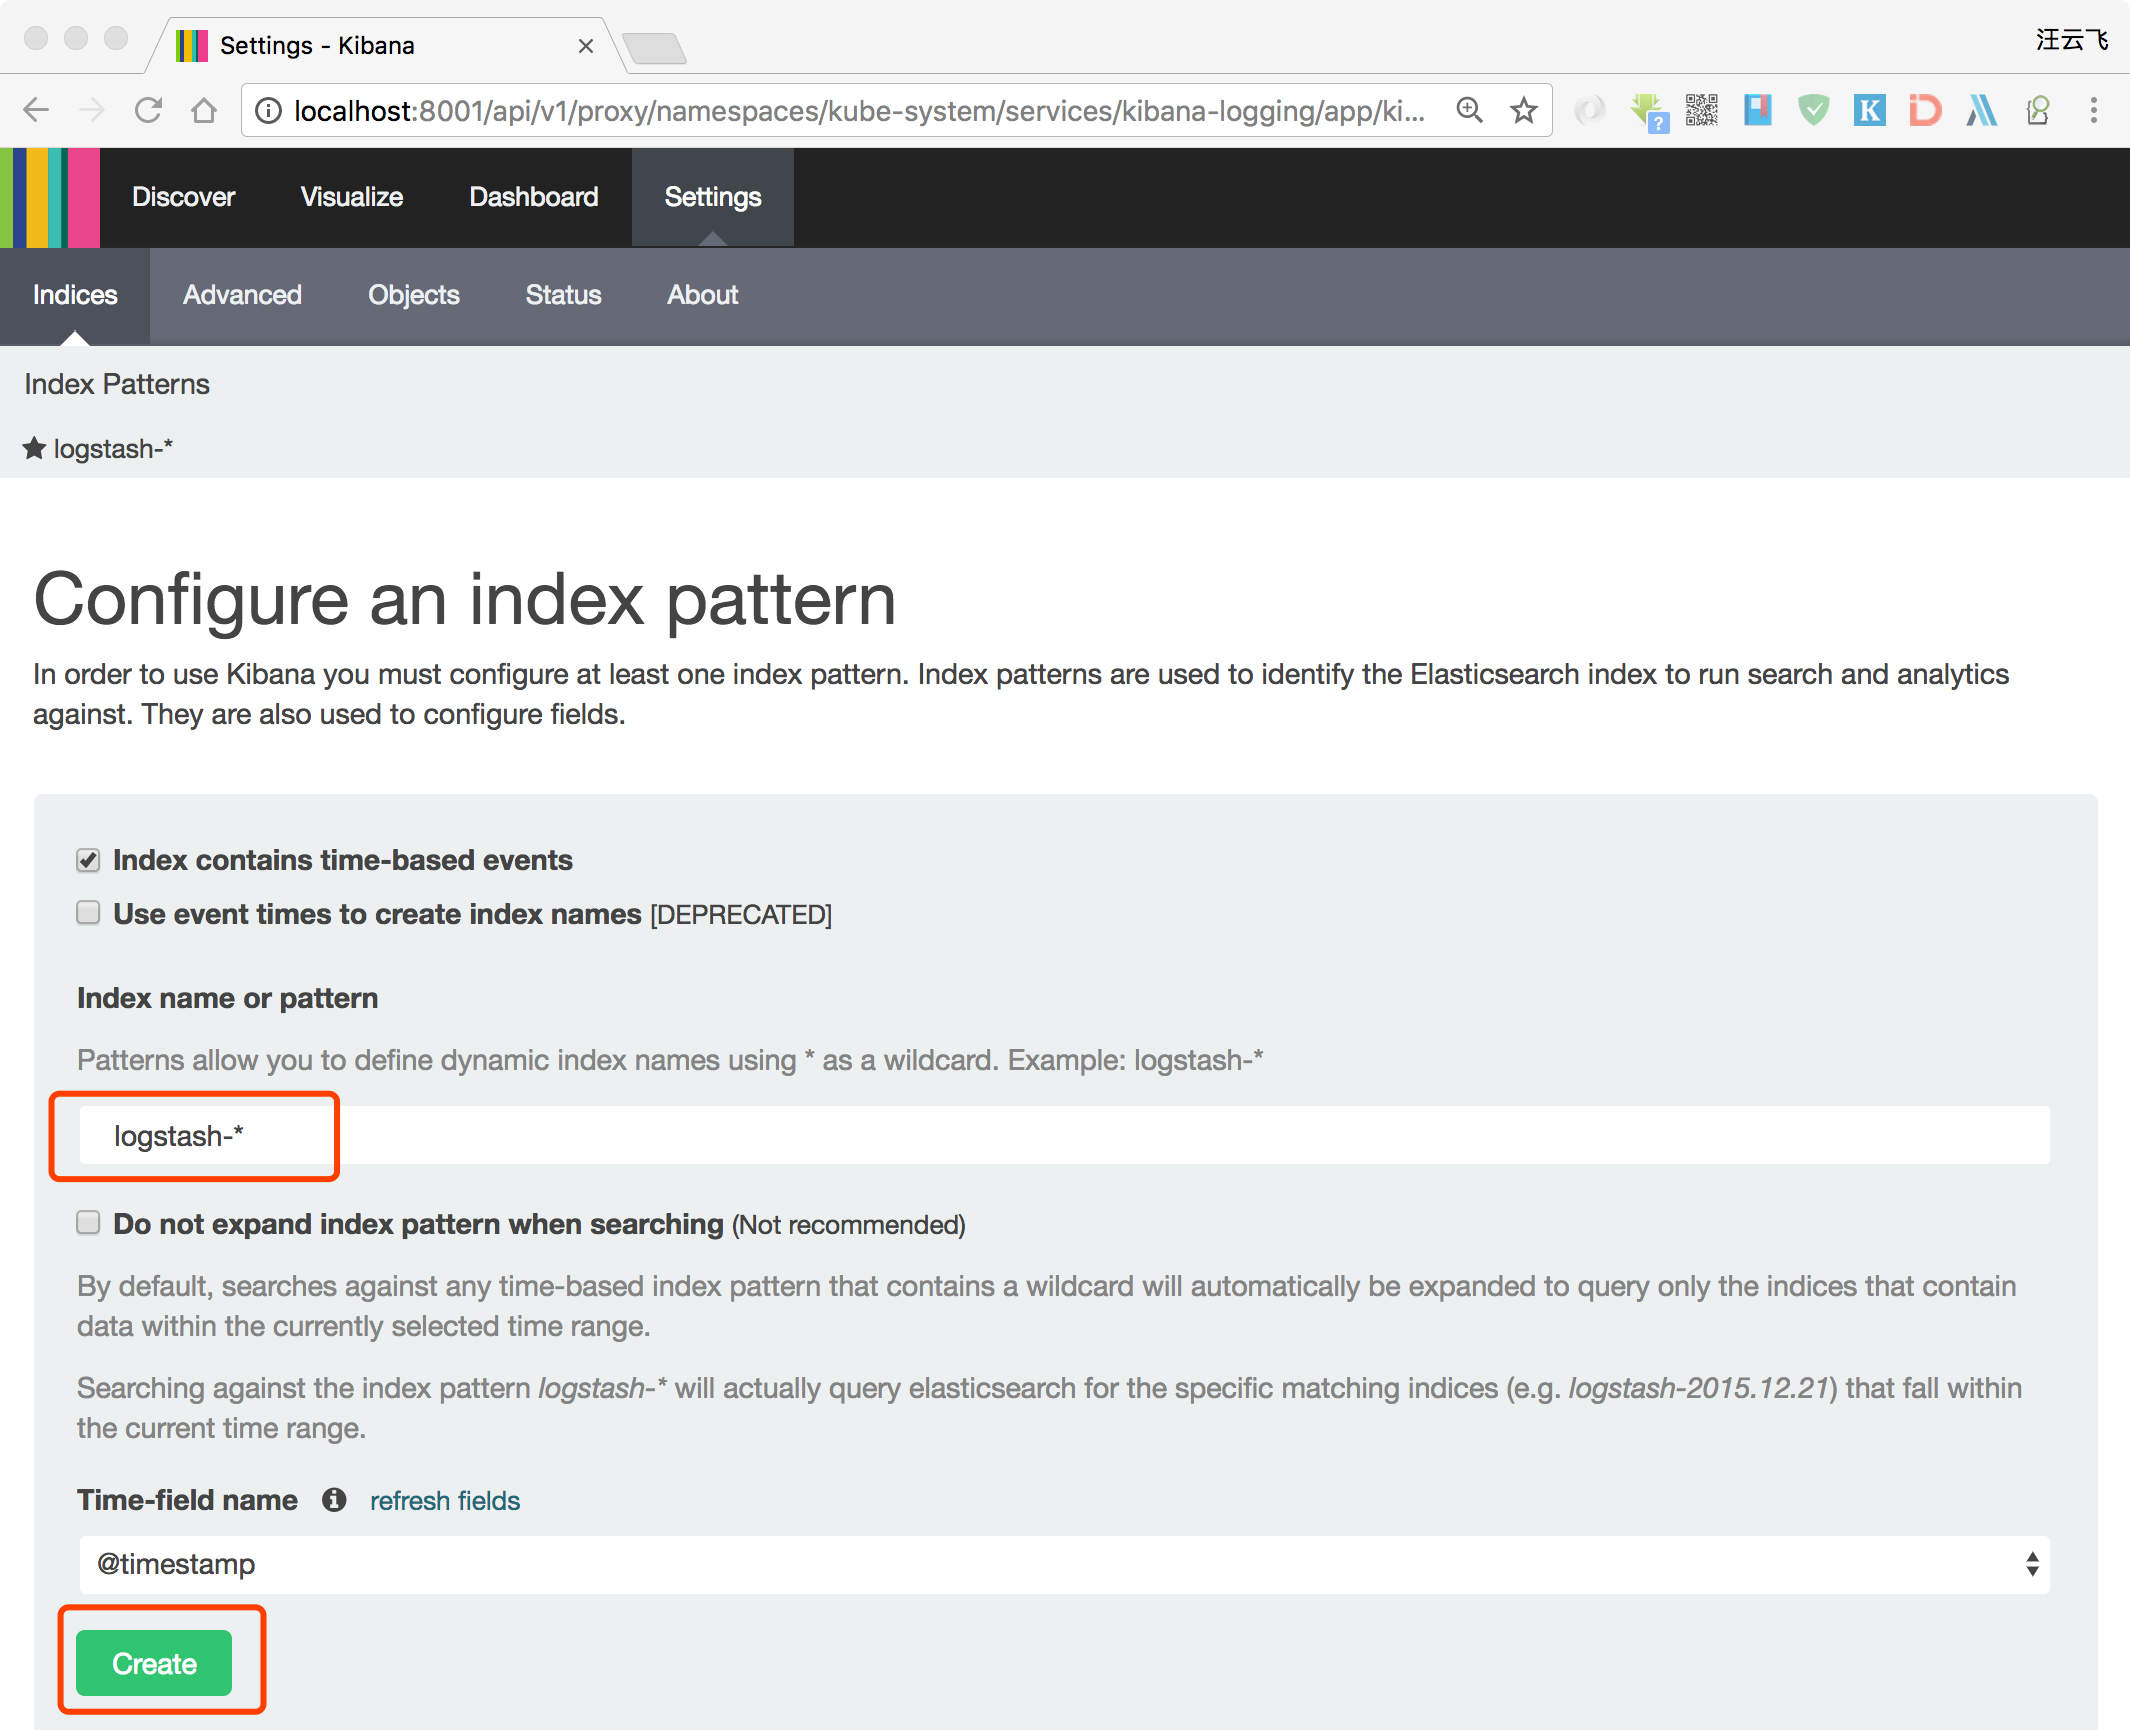 Settings - Kibana
汪云飞
localhost:8001/api/v1/proxy/namespaces/kube-system/services/kibana-logging/app/ki...
?
K
Discover Visualize Dashboard Settings
Indices Advanced Objects Status About
Index Patterns
logstash-*
Configure an index pattern
In order to use Kibana you must configure at least one index pattern. Index patterns are used to identify the Elasticsearch index to run search and analytics
against. They are also used to configure fields.
Index contains time-based events
Use event times to create index names [DEPRECATED]
Index name or pattern
Patterns allow you to define dynamic index names using * as a wildcard. Example: logstash-*
logstash-*
Do not expand index pattern when searching (Not recommended)
By default, searches against any time-based index pattern that contains a wildcard will automatically be expanded to query only the indices that contain
data within the currently selected time range.
Searching against the index pattern logstash-* will actually query elasticsearch for the specific matching indices (e.g. logstash-2015.12.21) that fall within
the current time range.
Time-field name refresh fields
@timestamp
Create